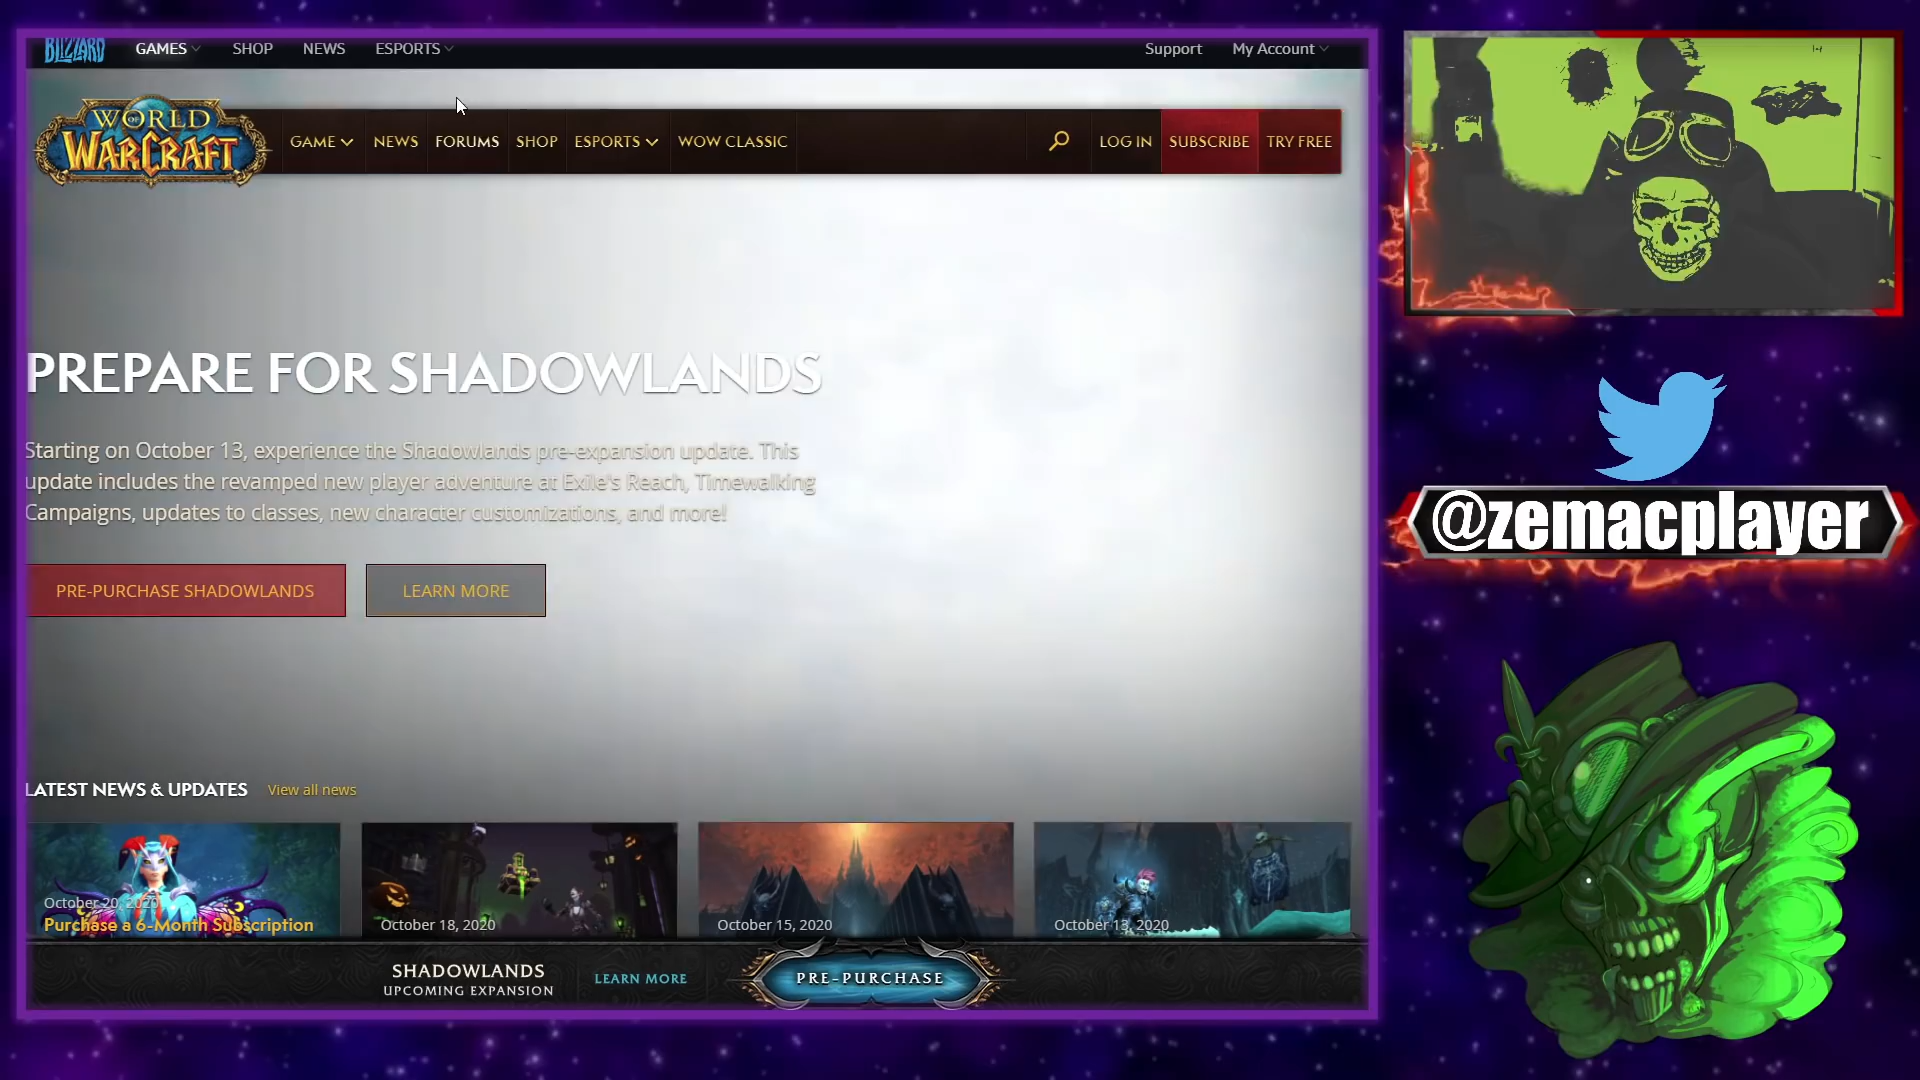 BLIZZARD
GAMES
SHOP
NEWS
ESPORTS
Support
My Account
WORLD OF WARCRAFT
GAME
NEWS
FORUMS
SHOP
ESPORTS
WOW CLASSIC
LOG IN
SUBSCRIBE
TRY FREE
PREPARE FOR SHADOWLANDS
Starting on October 13, experience the Shadowlands pre-expansion update. This
update includes the revamped new player adventure at Exile's Reach, Timewalking
Campaigns, updates to classes, new character customizations, and more!
PRE-PURCHASE SHADOWLANDS
LEARN MORE
LATEST NEWS & UPDATES
View all news
October 20, 2020
Purchase a 6-Month Subscription
October 18, 2020
October 15, 2020
October 13, 2020
SHADOWLANDS
UPCOMING EXPANSION
LEARN MORE
PRE-PURCHASE
@zemacplayer